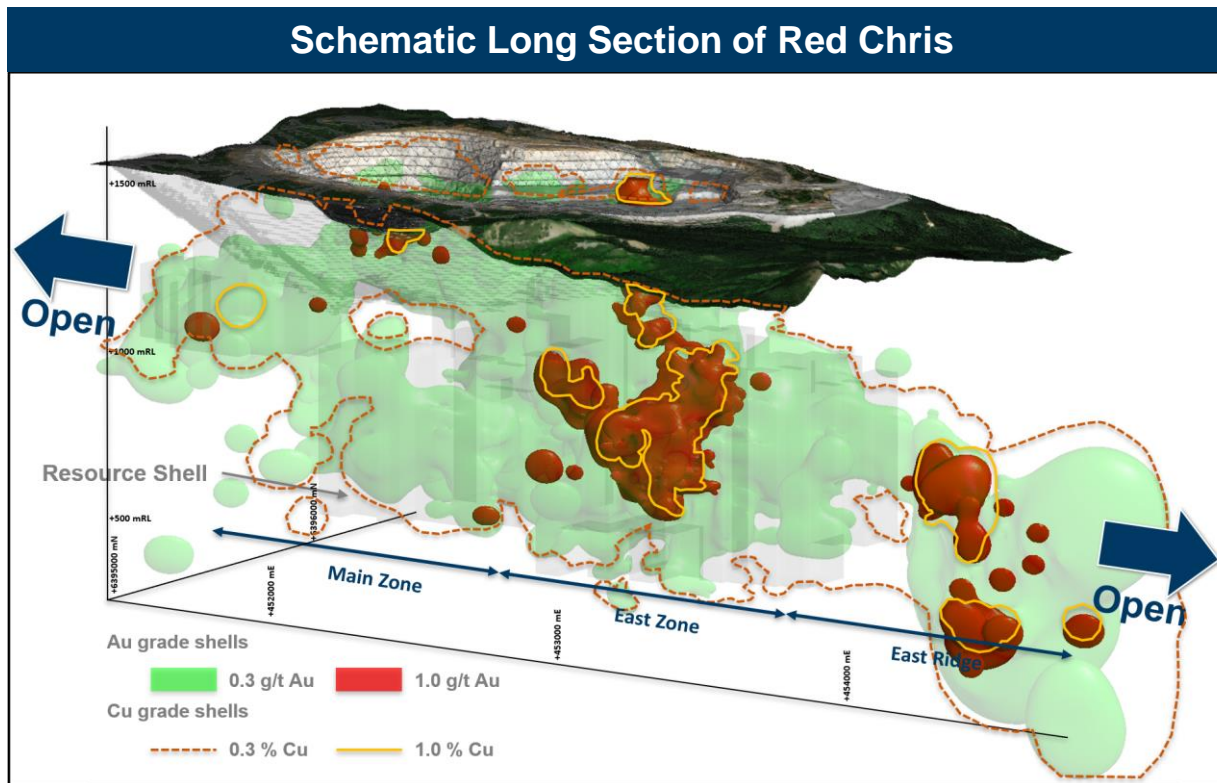 Schematic Long Section of Red Chris
+1500 mRL
Open
+1000 mRL
Resource Shell
+500 mRL
+6395000 mN
+6396000 mN
+452000 mE
Main Zone
+453000 mE
East Zone
+454000 mE
East Ridge
Open
Au grade shells
0.3 g/t Au
1.0 g/t Au
Cu grade shells
0.3 % Cu
1.0 % Cu